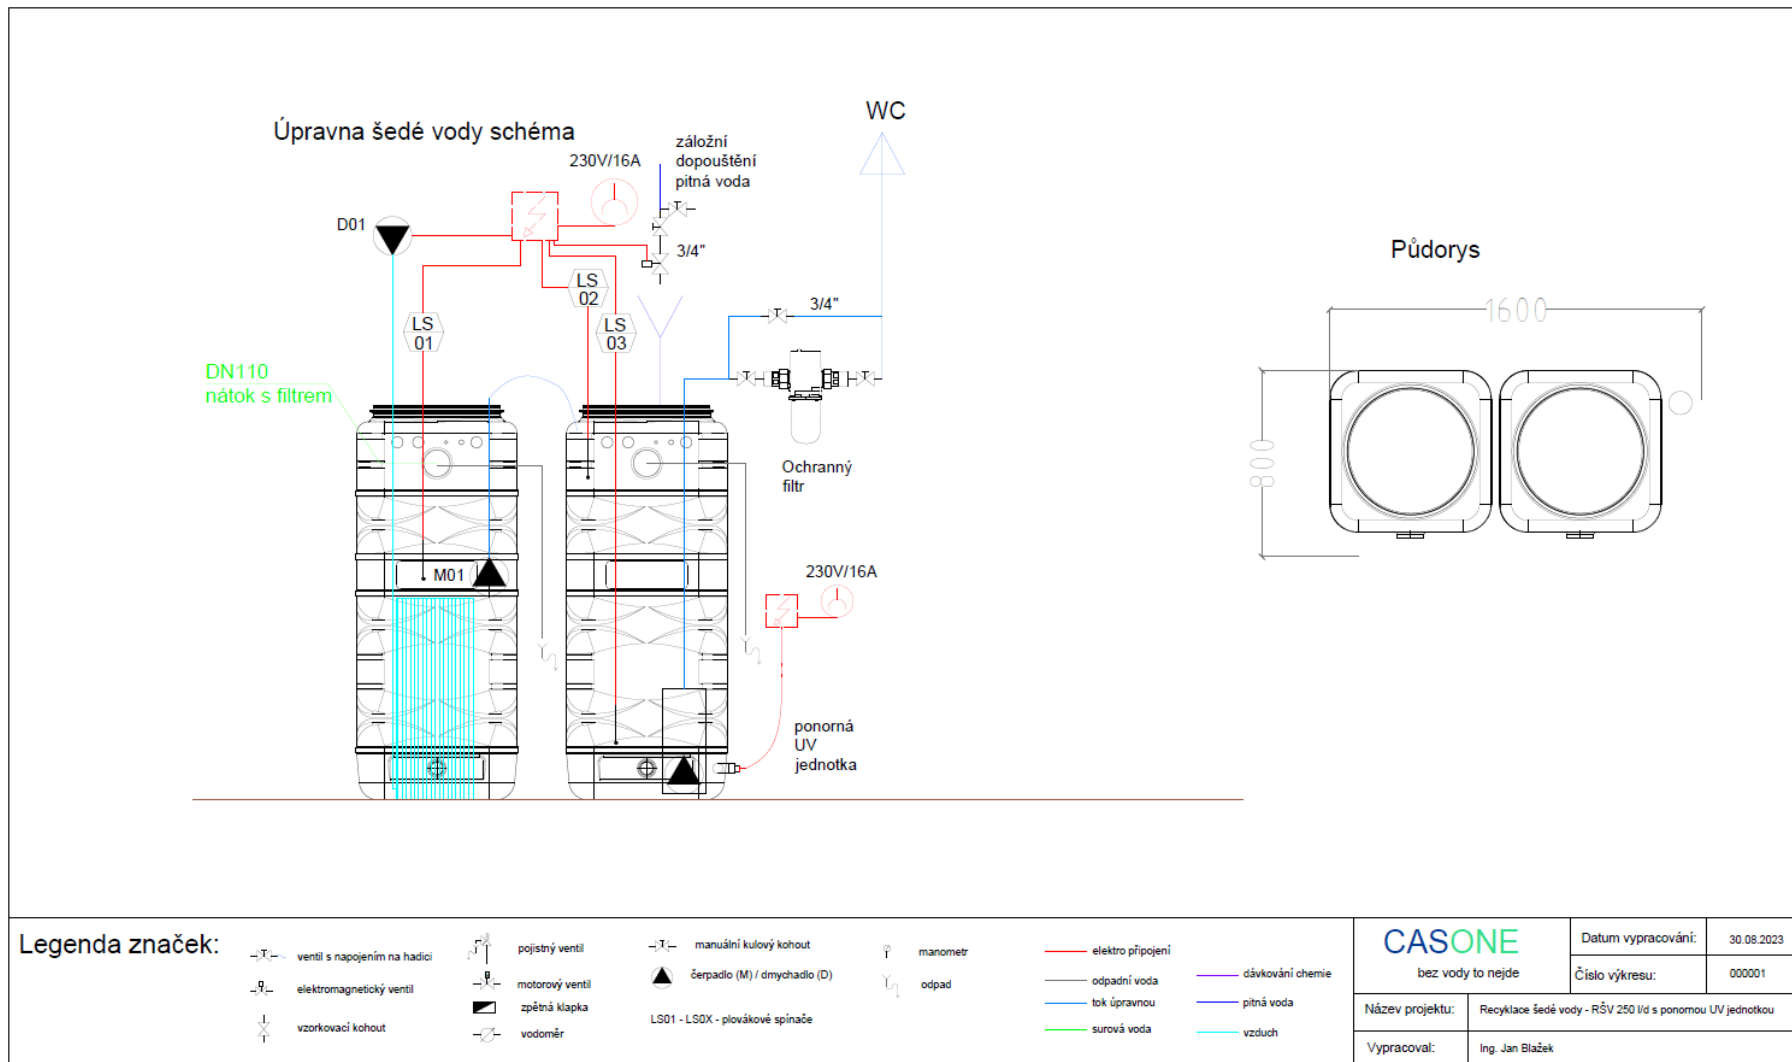 WC
Úpravna šedé vody schéma
230V/16A
záložní
dopouštění
pitná voda
D01
3/4"
LS
02
LS
01
LS
03
3/4"
DN110
nátok s filtrem
Ochranný
filtr
M01
230V/16A
ponorná
UV
jednotka
Půdorys
1600
800
Legenda značek:
ventil s napojením na hadici
elektromagnetický ventil
vzorkovací kohout
pojistný ventil
motorový ventil
zpětná klapka
vodoměr
manuální kulový kohout
čerpadlo (M) / dmychadlo (D)
LS01 - LS0X - plovákové spínače
manometr
odpad
elektro připojení
odpadní voda
tok úpravnou
surová voda
dávkování chemie
pitná voda
vzduch
CASONE
bez vody to nejde
Datum vypracování:
30.08.2023
Číslo výkresu:
000001
Název projektu:
Recyklace šedé vody - RŠV 250 l/d s ponornou UV jednotkou
Vypracoval:
Ing. Jan Blažek